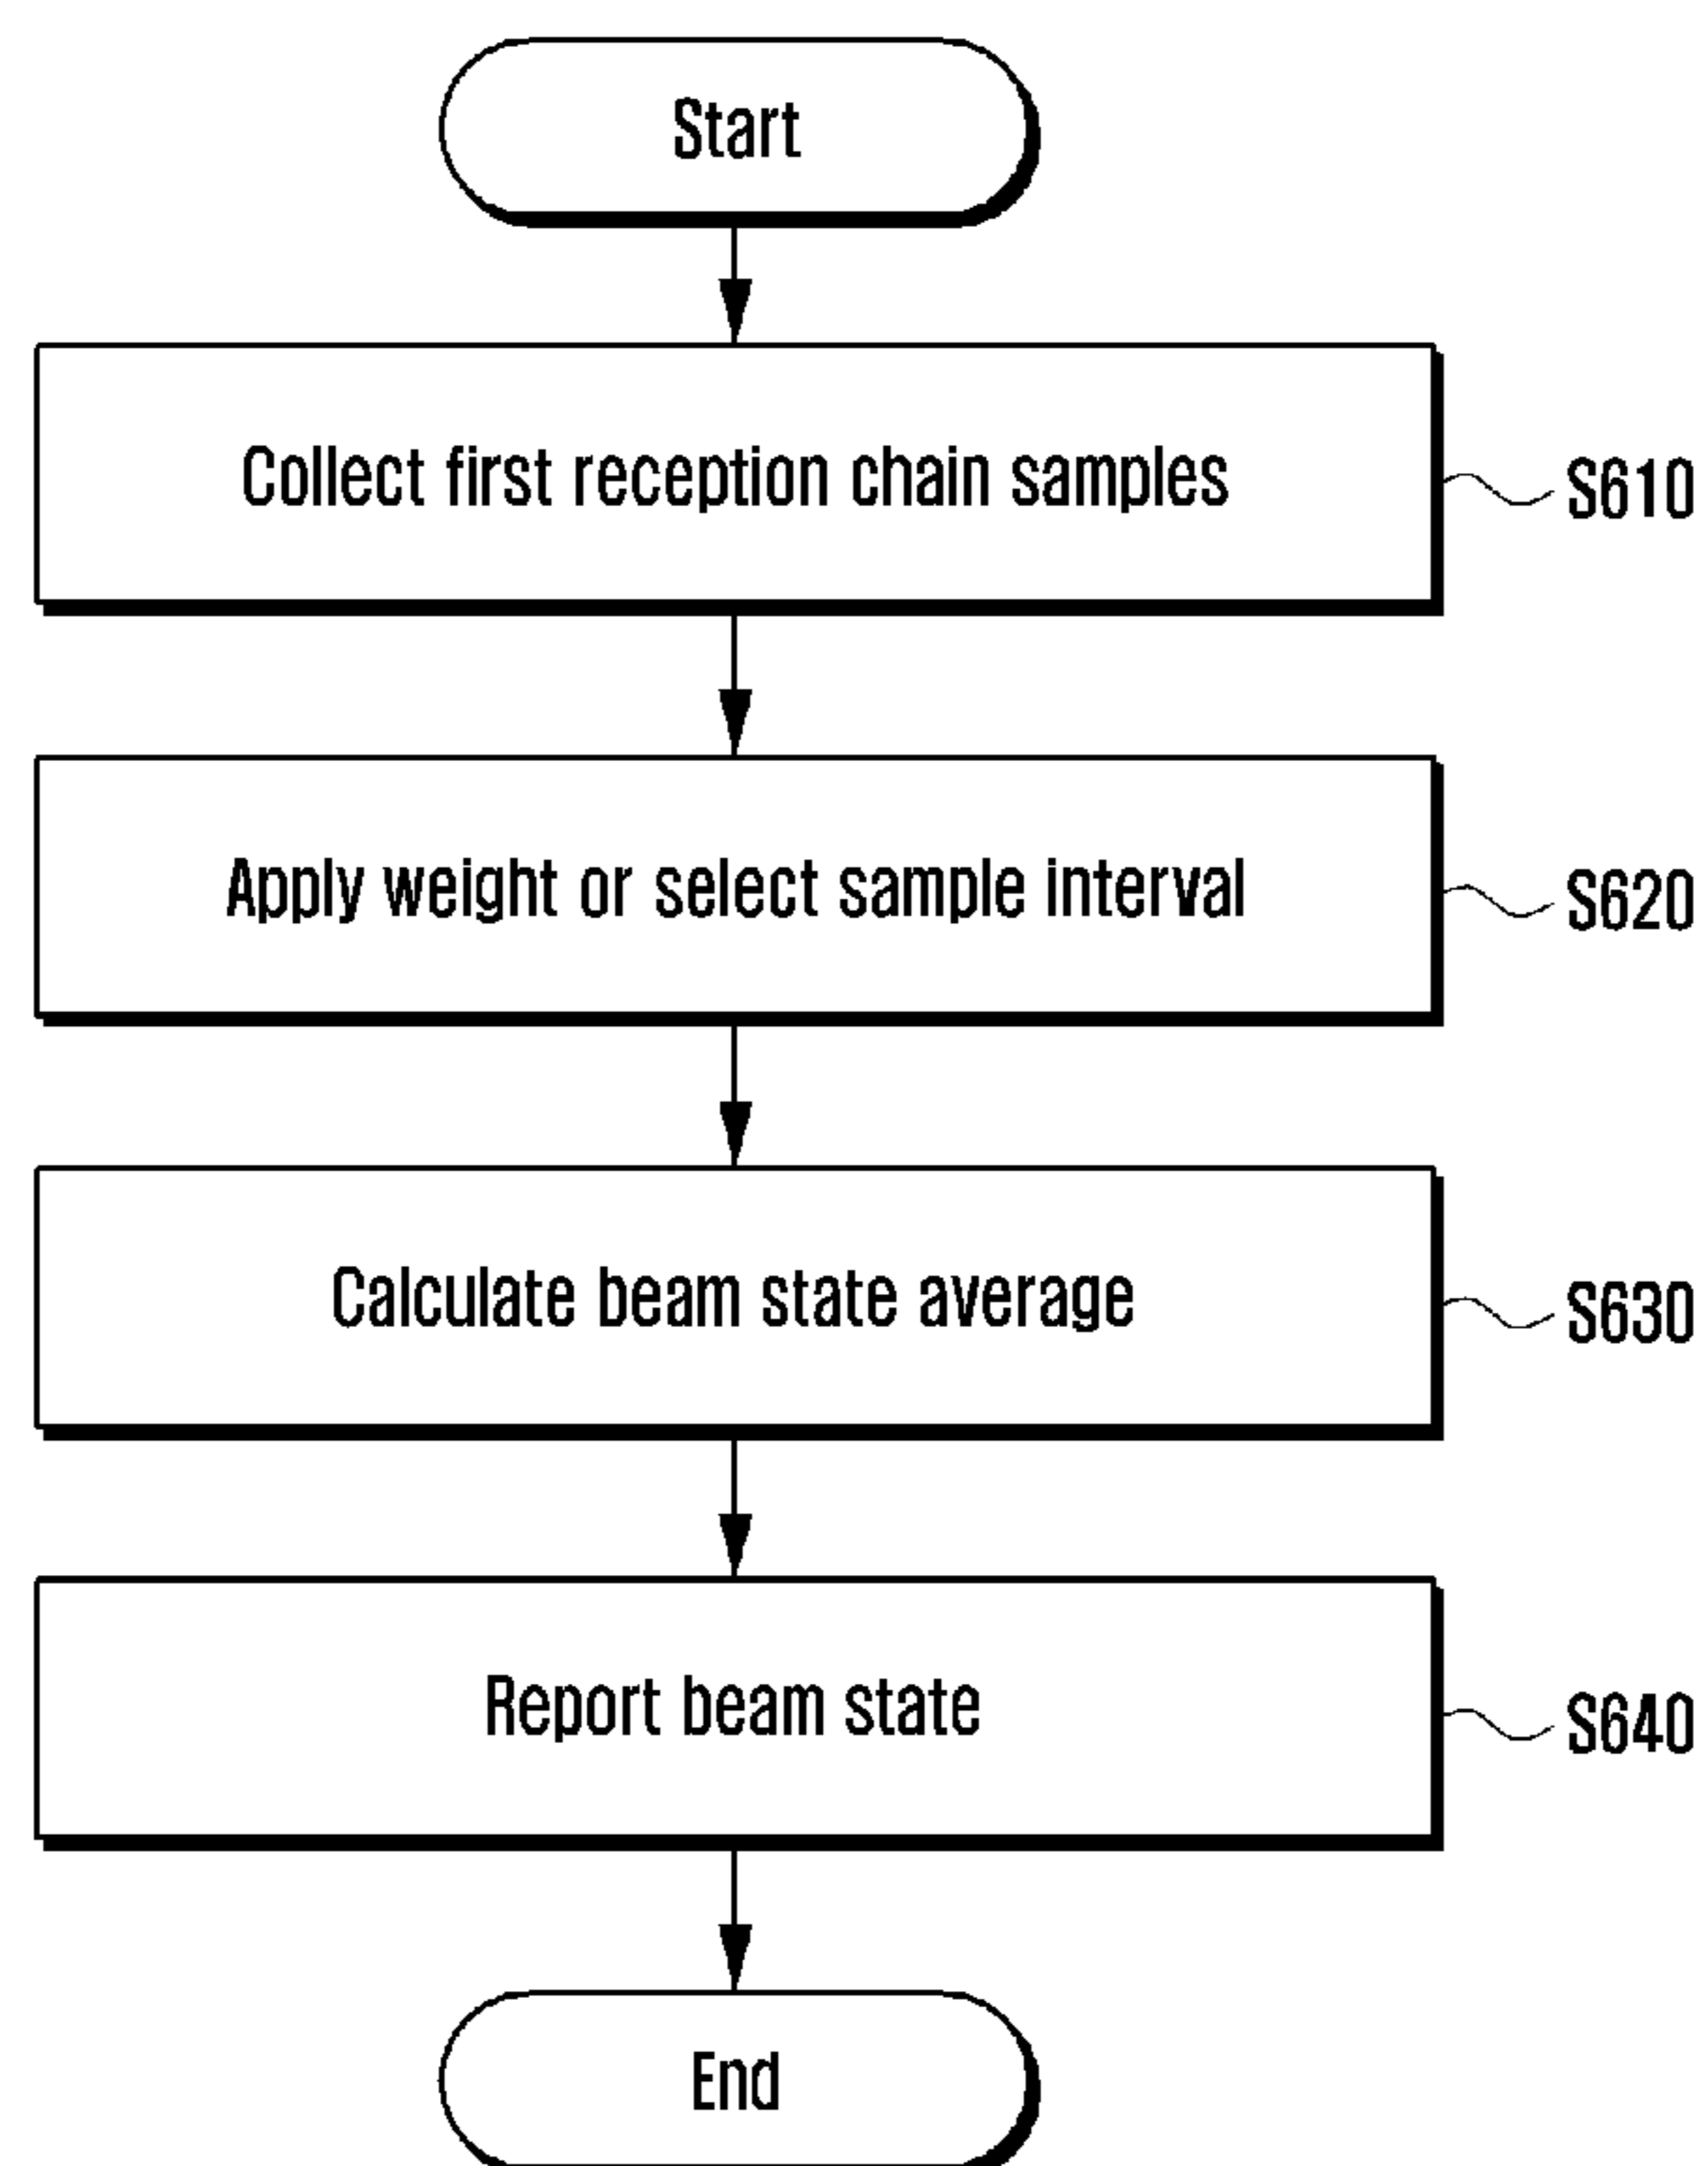 Start
Collect first reception chain samples
S610
Apply weight or select sample interval
S620
Calculate beam state average
S630
Report beam state
S640
End